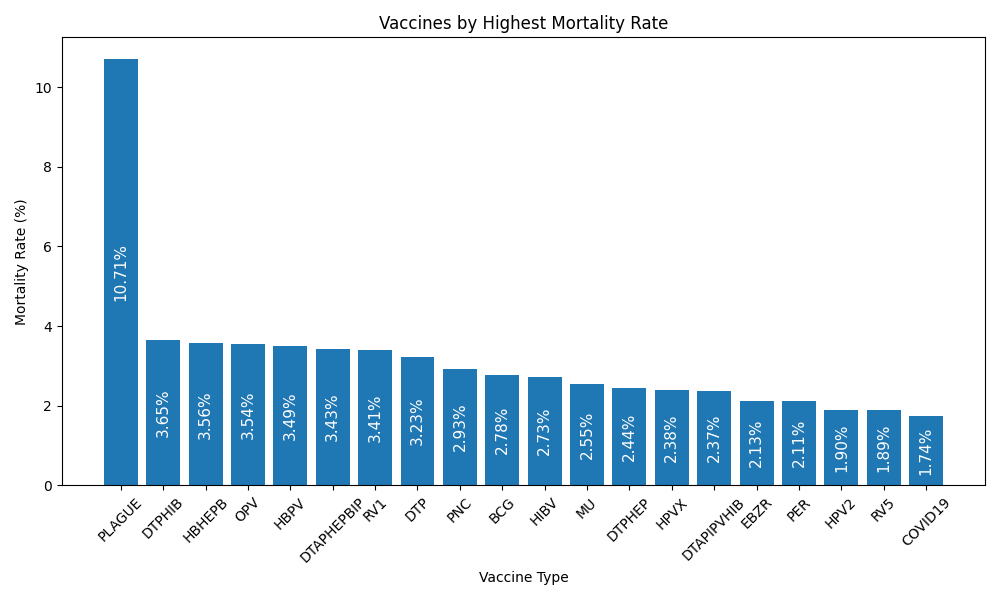 Vaccines by Highest Mortality Rate
Mortality Rate (%)
10
8
6
4
2
0
10.71%
3.65%
3.56%
3.54%
3.49%
3.43%
3.41%
3.23%
2.93%
2.78%
2.73%
2.55%
2.44%
2.38%
2.37%
2.13%
2.11%
1.90%
1.89%
1.74%
PLAGUE
DTPHIB
HBHEPB
OPV
HBPV
DTAPHEPBIP
RV1
DTP
PNC
BCG
HIBV
MU
DTPHEP
HPVX
DTAPIPVHIB
EBZR
PER
HPV2
RV5
COVID19
Vaccine Type